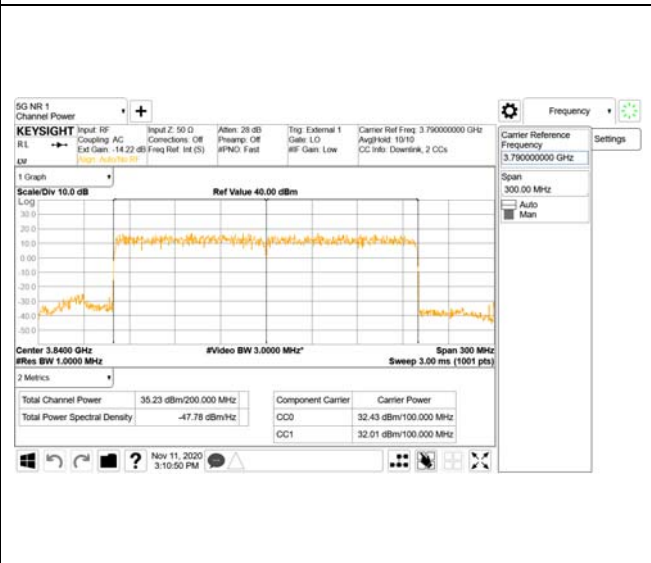 5G NR 1
Channel Power
Frequency
KEYSIGHT
RL
Input: RF
Coupling: AC
Ext Gain: -14.22 dB
Align: Auto/No RF
Input Z: 50 Ω
Corrections: Off
Freq Ref: Int (S)
Atten: 28 dB
Preamp: Off
#PNO: Fast
Trig: External 1
Gate: LO
#IF Gain: Low
Carrier Ref Freq: 3.790000000 GHz
Avg|Hold: 10/10
CC Info: Downlink, 2 CCs
Carrier Reference
Frequency
3.790000000 GHz
Settings
Span
300.00 MHz
Auto
Man
1 Graph
Scale/Div 10.0 dB
Ref Value 40.00 dBm
Log
30.0
20.0
10.0
0.00
-10.0
-20.0
-30.0
-40.0
-50.0
Center 3.8400 GHz
#Video BW 3.0000 MHz*
Span 300 MHz
#Res BW 1.0000 MHz
Sweep 3.00 ms (1001 pts)
2 Metrics
Total Channel Power 35.23 dBm/200.000 MHz
Total Power Spectral Density -47.78 dBm/Hz
Component Carrier Carrier Power
CC0 32.43 dBm/100.000 MHz
CC1 32.01 dBm/100.000 MHz
Nov 11, 2020
3:10:50 PM